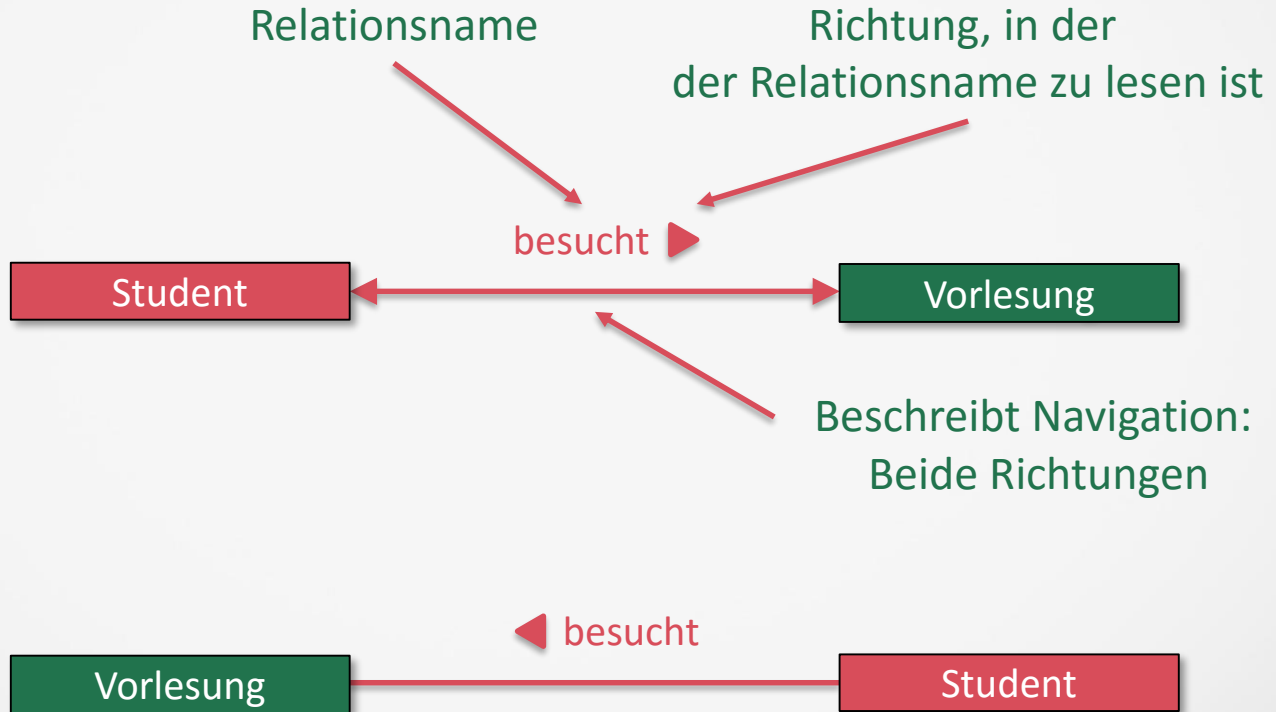 Relationsname
Richtung, in der
der Relationsname zu lesen ist
besucht
Student
Vorlesung
Beschreibt Navigation:
Beide Richtungen
besucht
Vorlesung
Student